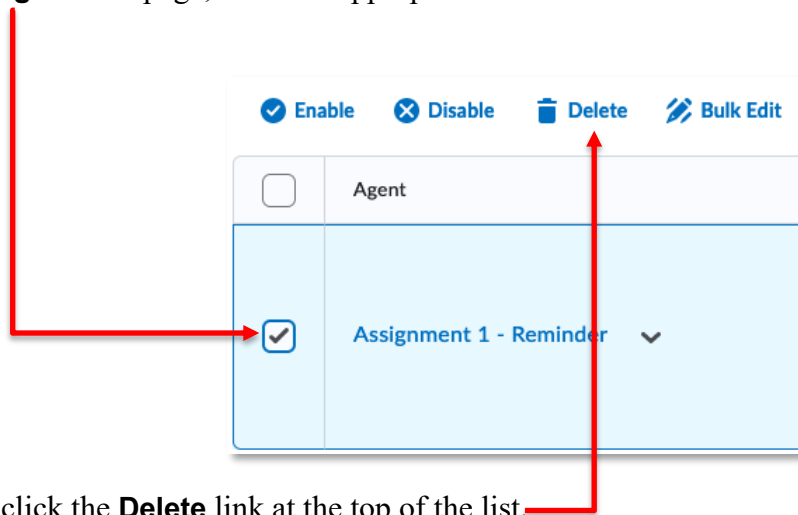 Enable Disable Delete Bulk Edit
Agent
Assignment 1 - Reminder
click the Delete link at the top of the list.